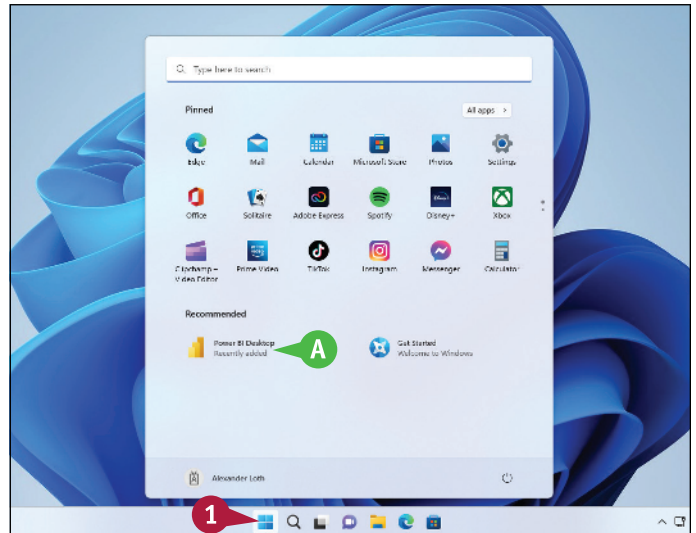 Type here to search
Pinned
All apps >
Edge
Mail
Calendar
Microsoft Store
Photos
Settings
Office
Solitaire
Adobe Express
Spotify
Disney+
Xbox
Clipchamp –
Video Editor
Prime Video
TikTok
Instagram
Messenger
Calculator
Recommended
Power BI Desktop
Recently added
A
Get Started
Welcome to Windows
Alexander Loth
1